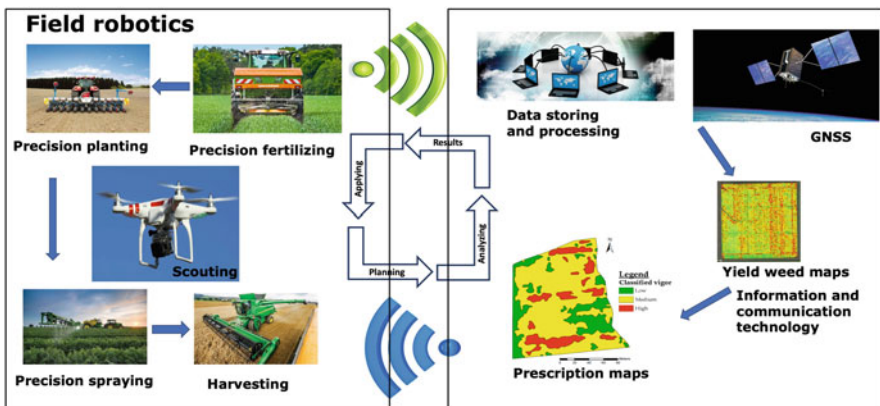 Field robotics
Precision planting
Precision fertilizing
Scouting
Precision spraying
Harvesting
Results
Applying
Planning
Analyzing
Data storing
and processing
GNSS
Yield weed maps
Information and
communication
technology
Legend
Classified vigor
Low
Medium
High
Prescription maps